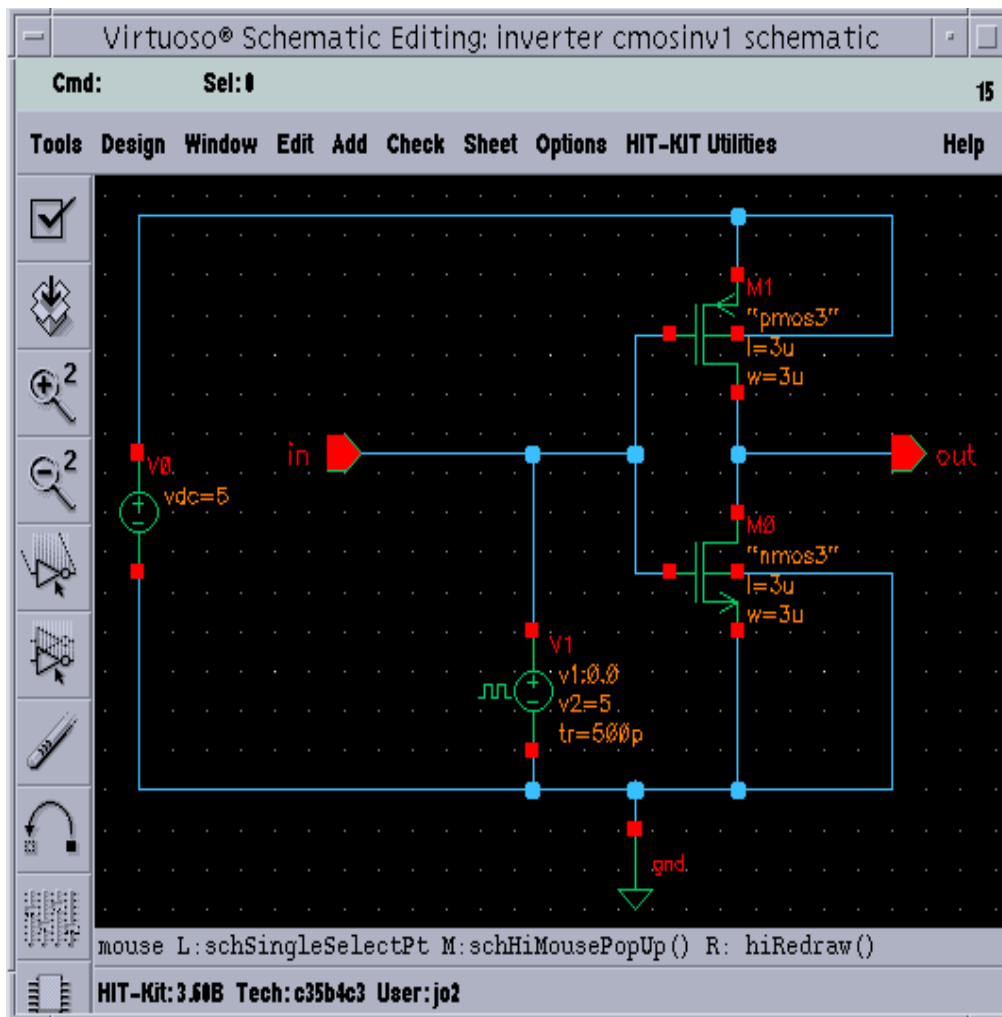 Virtuoso® Schematic Editing: inverter cmosinv1 schematic
Cmd: Sel: 0 15
Tools Design Window Edit Add Check Sheet Options HIT-KIT Utilities Help
2
2
M1
"pmos3"
l=3u
w=3u
in
out
V0
vdc=5
M0
"nmos3"
l=3u
w=3u
V1
v1:0.0
v2=5
tr=500p
gnd
mouse L:schSingleSelectPt M:schHiMousePopUp() R: hiRedraw()
HIT-Kit: 3.60B Tech: c35b4c3 User: jo2